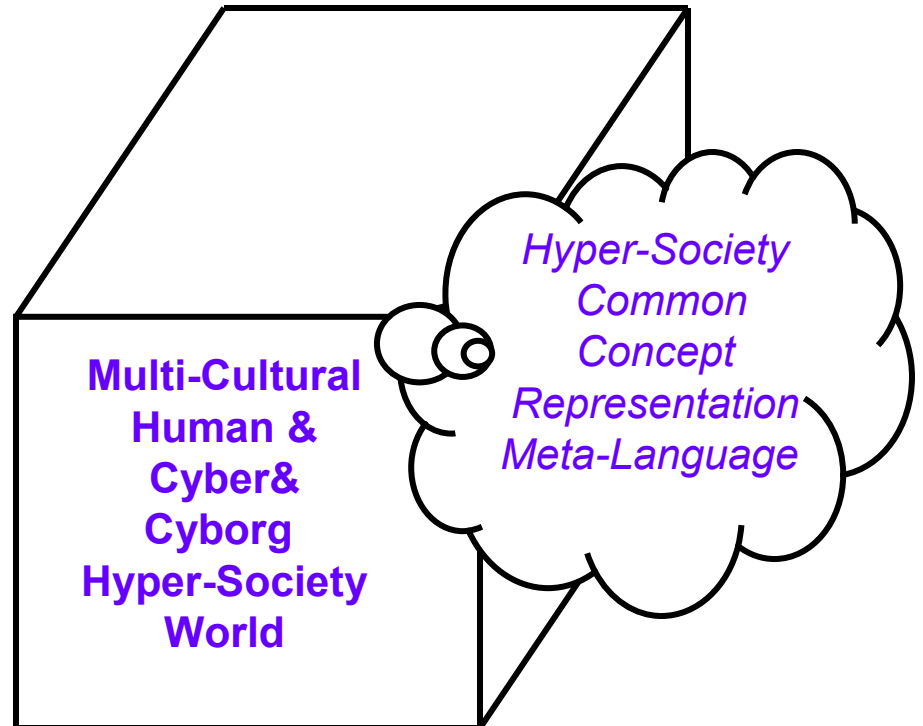 Multi-Cultural
Human &
Cyber&
Cyborg
Hyper-Society
World
Hyper-Society
Common
Concept
Representation
Meta-Language